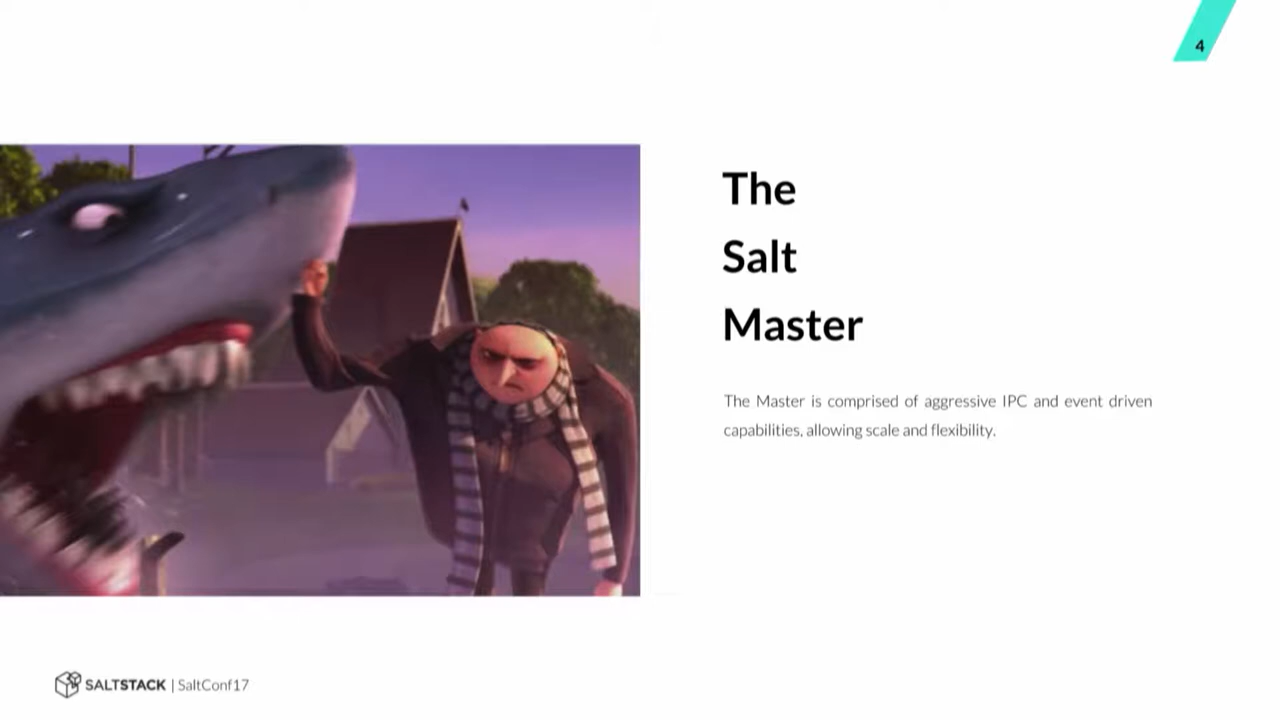 4
The
Salt
Master
The Master is comprised of aggressive IPC and event driven
capabilities, allowing scale and flexibility.
SALTSTACK | SaltConf17